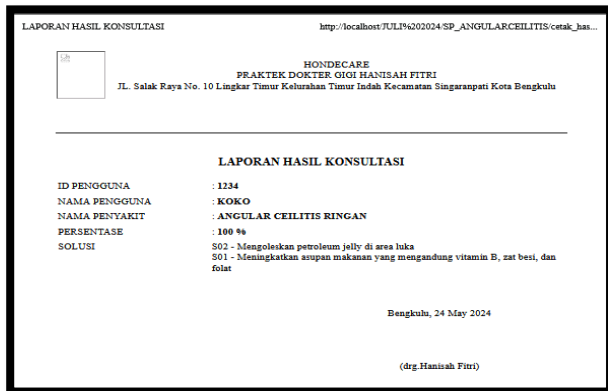 LAPORAN HASIL KONSULTASI http://localhost/JULI%202024/SP_ANGULARCEILITIS/cetak_has...
HONDECARE
PRAKTEK DOKTER GIGI HANISAH FITRI
JL. Salak Raya No. 10 Lingkar Timur Kelurahan Timur Indah Kecamatan Singaranpati Kota Bengkulu
LAPORAN HASIL KONSULTASI
ID PENGGUNA : 1234
NAMA PENGGUNA : KOKO
NAMA PENYAKIT : ANGULAR CEILITIS RINGAN
PERSENTASE : 100 %
SOLUSI S02 - Mengoleskan petroleum jelly di area luka
S01 - Meningkatkan asupan makanan yang mengandung vitamin B, zat besi, dan
folat
Bengkulu, 24 May 2024
(drg.Hanisah Fitri)